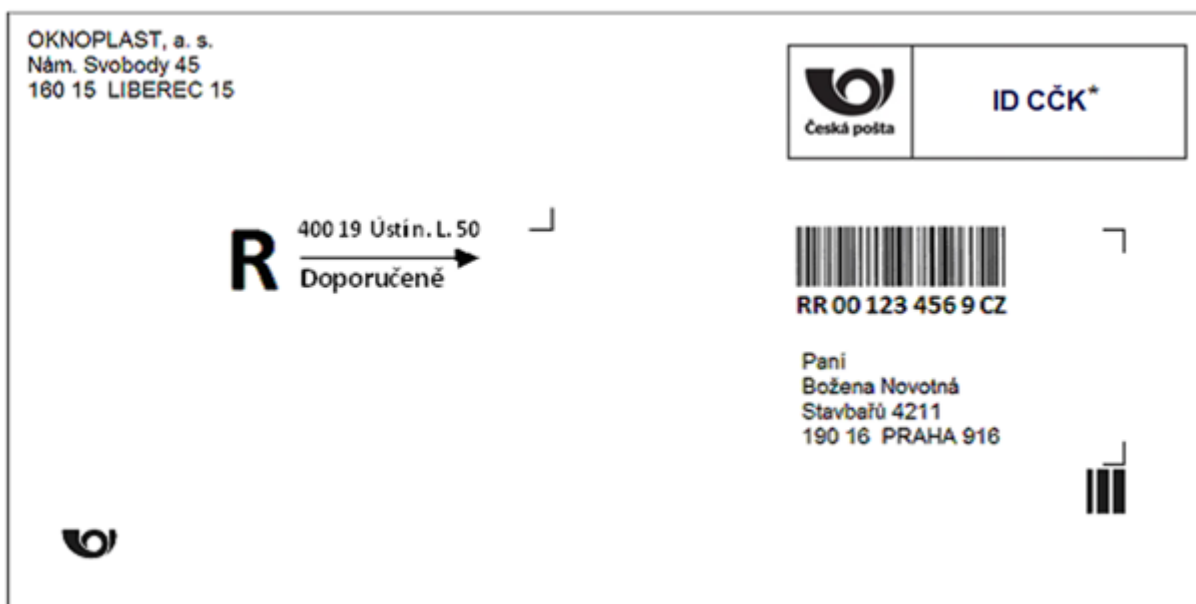 OKNOPLAST, a. s.
Nám. Svobody 45
160 15 LIBEREC 15
Česká pošta
ID CČK*
R
400 19 Ústí n. L. 50
Doporučeně
RR 00 123 456 9 CZ
Paní
Božena Novotná
Stavbařů 4211
190 16 PRAHA 916